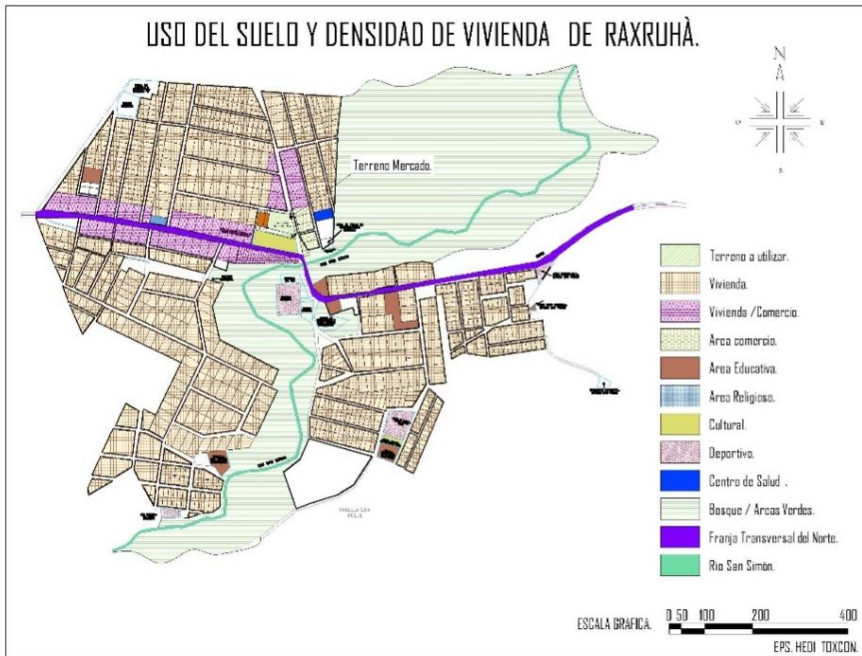 USO DEL SUELO Y DENSIDAD DE VIVIENDA DE RAXRUHÀ.
N
O
E
S
Terreno Mercado.
Terreno a utilizar.
Vivienda.
Vivienda /Comercio.
Area comercio.
Area Educativa.
Area Religioso.
Cultural.
Deportivo.
Centro de Salud .
Bosque / Areas Verdes.
Franja Transversal del Norte.
Rio San Simón.
ESCALA GRAFICA.
0 50 100 200 400
EPS. HEDI TOXCON.